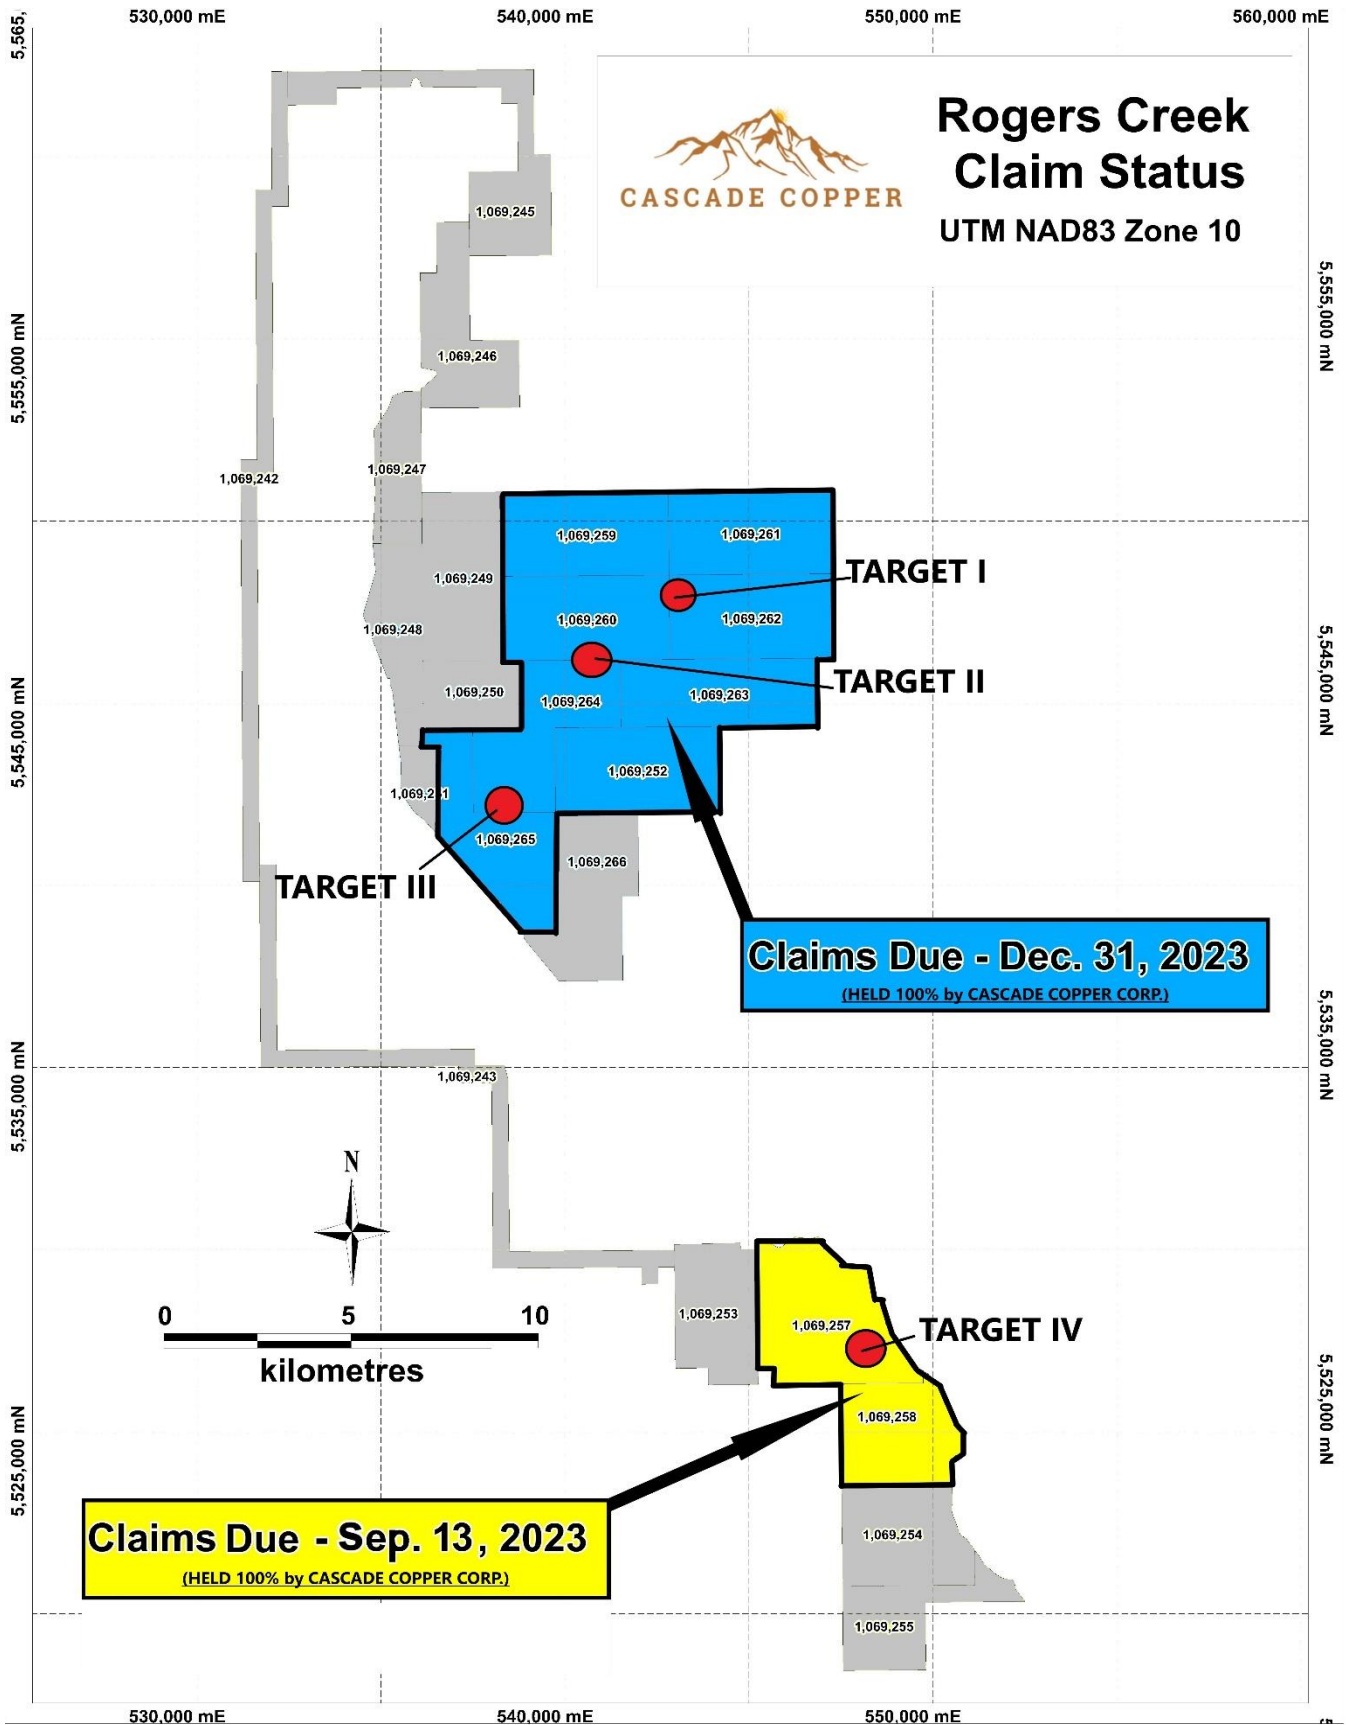 530,000 mE
540,000 mE
550,000 mE
560,000 mE
5,565,
Rogers Creek
Claim Status
UTM NAD83 Zone 10
CASCADE COPPER
1,069,245
5,555,000 mN
5,555,000 mN
1,069,246
1,069,247
1,069,242
1,069,259
1,069,261
1,069,249
TARGET I
1,069,260
1,069,262
1,069,248
5,545,000 mN
TARGET II
1,069,250
1,069,264
1,069,263
5,545,000 mN
1,069,252
1,069,251
1,069,265
1,069,266
TARGET III
Claims Due - Dec. 31, 2023
(HELD 100% by CASCADE COPPER CORP.)
5,535,000 mN
1,069,243
5,535,000 mN
N
0
5
10
kilometres
1,069,253
1,069,257
TARGET IV
5,525,000 mN
1,069,258
5,525,000 mN
Claims Due - Sep. 13, 2023
(HELD 100% by CASCADE COPPER CORP.)
1,069,254
1,069,255
530,000 mE
540,000 mE
550,000 mE